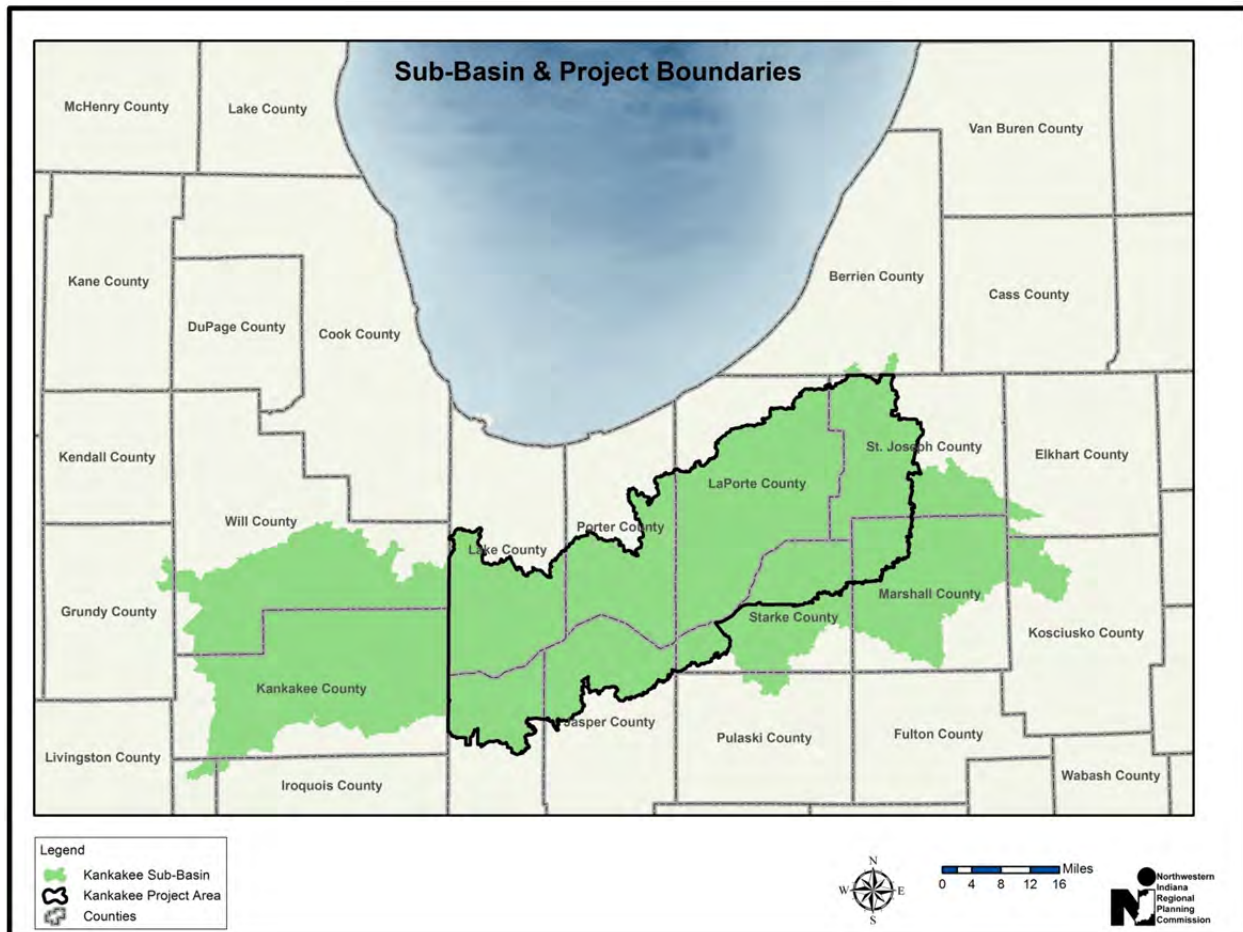 Sub-Basin & Project Boundaries
McHenry County
Lake County
Van Buren County
Kane County
Berrien County
Cass County
DuPage County
Cook County
Kendall County
St. Joseph County
Elkhart County
LaPorte County
Will County
Porter County
Lake County
Grundy County
Marshall County
Starke County
Kosciusko County
Kankakee County
Jasper County
Pulaski County
Fulton County
Livingston County
Iroquois County
Wabash County
Legend
Kankakee Sub-Basin
Kankakee Project Area
Counties
N
W
E
S
Miles
0 4 8 12 16
Northwestern
Indiana
Regional
Planning
Commission